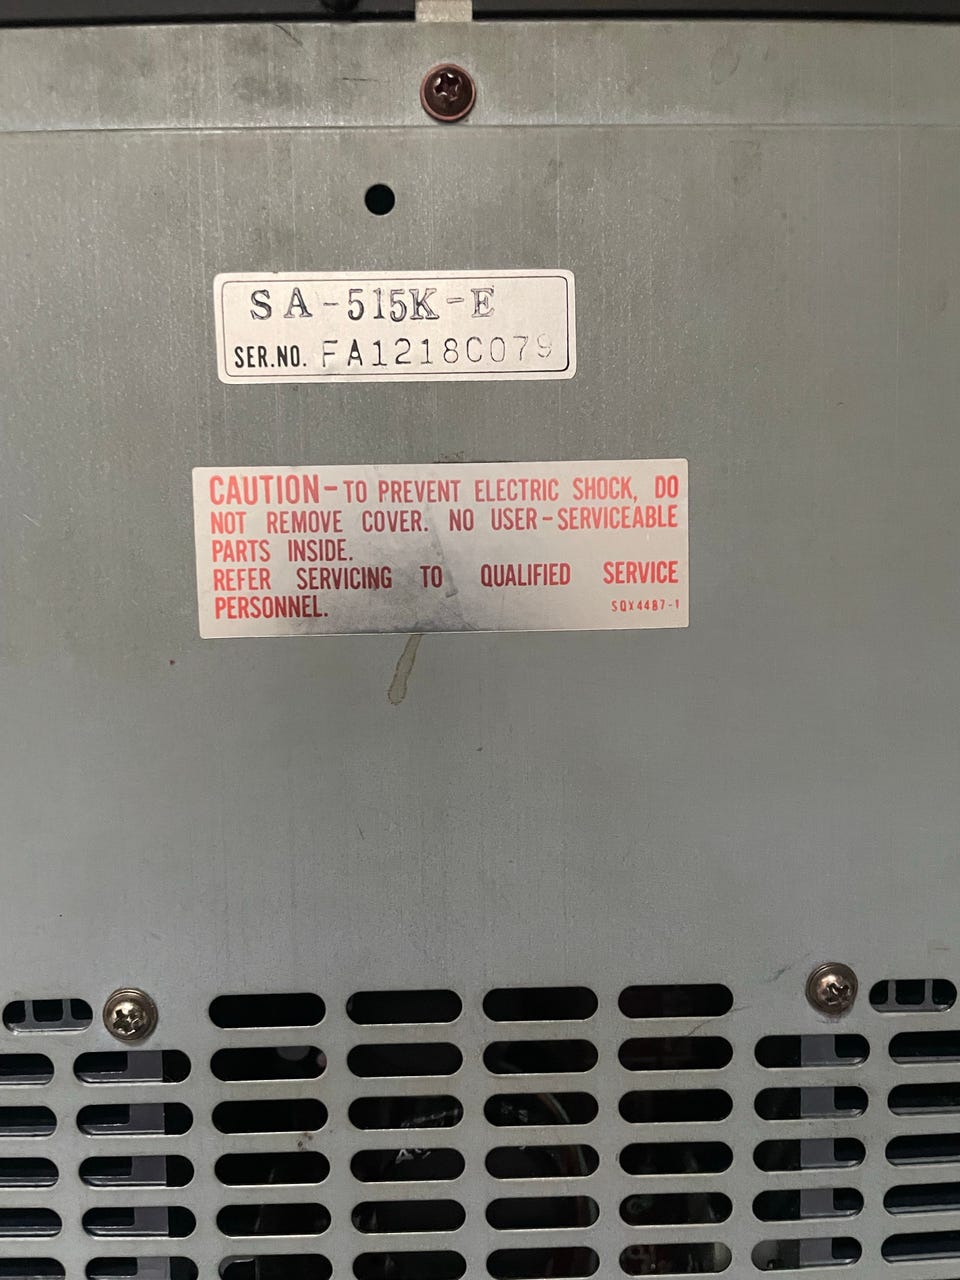 SA-515K-E
SER.NO. FA1218C079
CAUTION-TO PREVENT ELECTRIC SHOCK, DO
NOT REMOVE COVER. NO USER-SERVICEABLE
PARTS INSIDE.
REFER SERVICING TO QUALIFIED SERVICE
PERSONNEL.
SQX4487-1